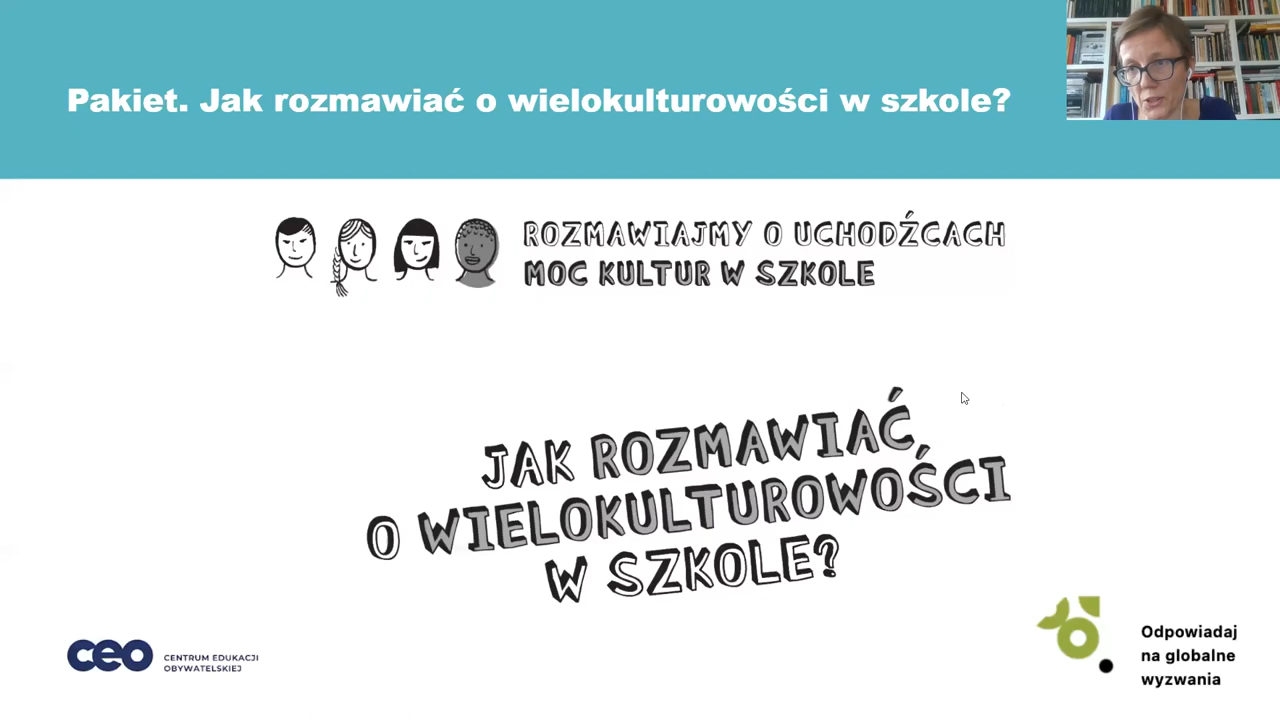 Pakiet. Jak rozmawiać o wielokulturowości w szkole?
ROZMAWIAJMY O UCHODŹCACH
MOC KULTUR W SZKOLE
JAK ROZMAWIAĆ
O WIELOKULTUROWOŚCI
W SZKOLE?
ceo
CENTRUM EDUKACJI
OBYWATELSKIEJ
Odpowiadaj
na globalne
wyzwania